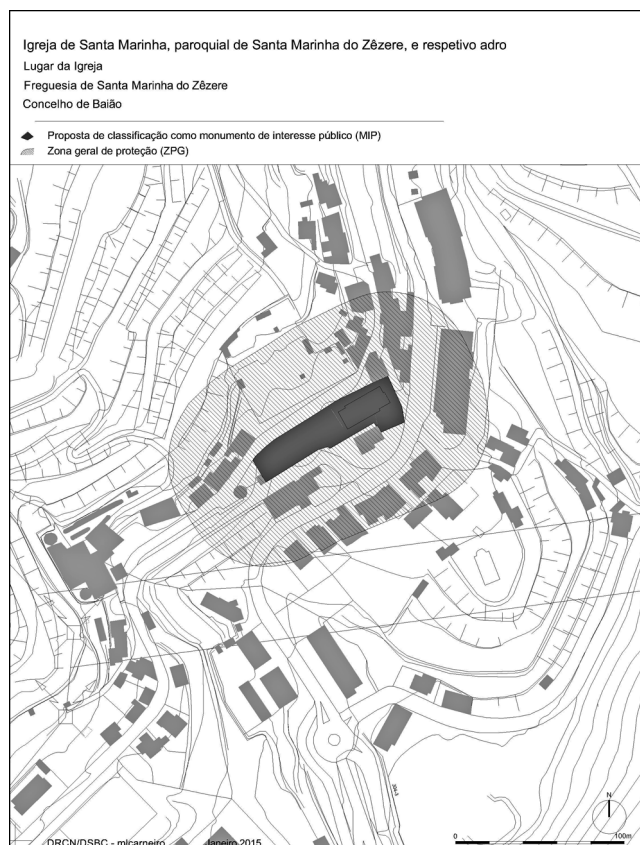 Igreja de Santa Marinha, paroquial de Santa Marinha do Zêzere, e respetivo adro
Lugar da Igreja
Freguesia de Santa Marinha do Zêzere
Concelho de Baião
Proposta de classificação como monumento de interesse público (MIP)
Zona geral de proteção (ZPG)
N
0 100m
DRCN/DSBC - mlcarneiro Janeiro 2015